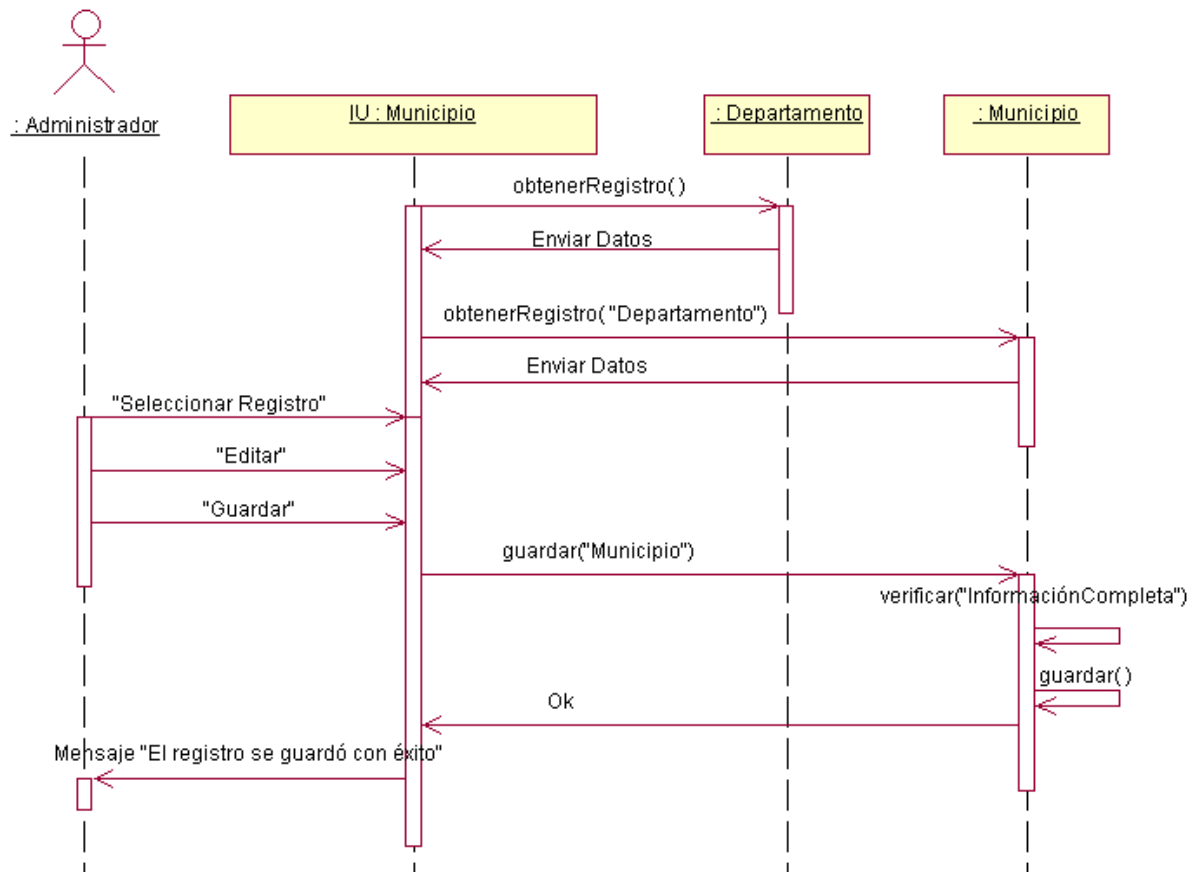 : Administrador
IU : Municipio
: Departamento
: Municipio
obtenerRegistro()
Enviar Datos
obtenerRegistro( "Departamento")
Enviar Datos
"Seleccionar Registro"
"Editar"
"Guardar"
guardar("Municipio")
verificar("InformaciónCompleta")
guardar()
Ok
Mensaje "El registro se guardó con éxito"